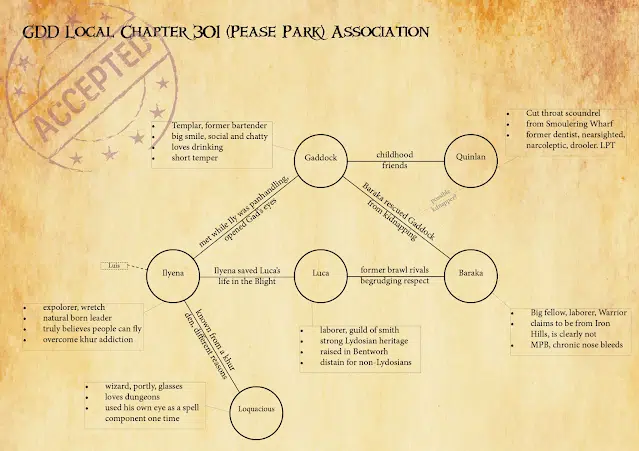 GDD Local Chapter 301 (Pease Park) Association
ACCEPTED
Templar, former bartender
big smile, social and chatty
loves drinking
short temper
Gaddock
childhood
friends
Quinlan
Cut throat scoundrel
from Smoulering Wharf
former dentist, nearsighted,
narcoleptic, drooler, LPT
met while Ily was panhandling,
opened Gad's eyes
Baraka rescued Gaddock
from kidnapping
possible
kidnapper?
Luis
Ilyena
Ilyena saved Luca's
life in the Blight
Luca
former brawl rivals
begrudging respect
Baraka
expolorer, wretch
natural born leader
truly believes people can fly
overcome khur addiction
known from a khur
den, different reasons
laborer, guild of smith
strong Lydosian heritage
raised in Bentworh
distain for non-Lydosians
Big fellow, laborer, Warrior
claims to be from Iron
Hills, is clearly not
MPB, chronic nose bleeds
wizard, portly, glasses
loves dungeons
used his own eye as a spell
component one time
Loquacious